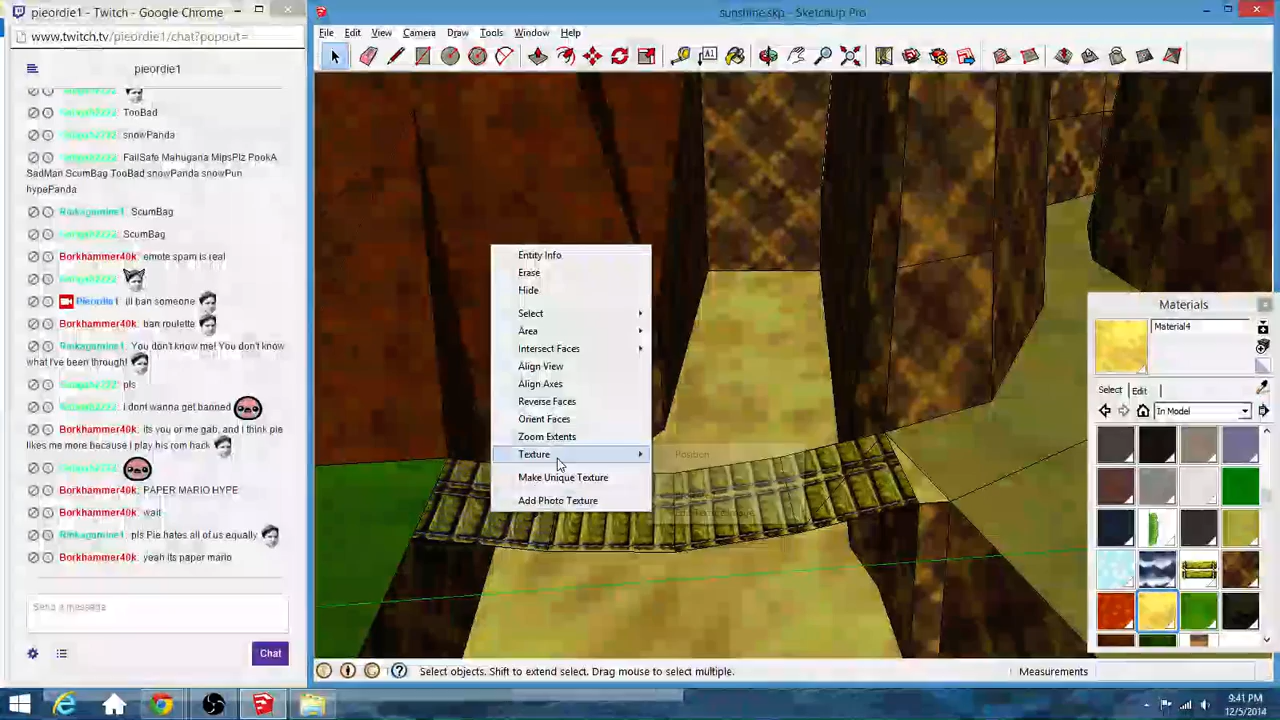 pieordie1 - Twitch - Google Chrome
www.twitch.tv/pieordie1/chat?popout=
pieordie1
TooBad
snowPanda
FailSafe Mahugana MipsPlz PookA
SadMan ScumBag TooBad snowPanda snowPun
hypePanda
ScumBag
ScumBag
Borkhammer40k: emote spam is real
Pieordie1: ill ban someone
Borkhammer40k: ban roulette
You don't know me! You don't know
what I've been through!
pls
I dont wanna get banned
Borkhammer40k: its you or me gab, and I think pie
likes me more because I play his rom hack
Borkhammer40k: PAPER MARIO HYPE
Borkhammer40k: wait
pls Pie hates all of us equally
Borkhammer40k: yeah its paper mario
Send a message
Chat
sunshine.skp - SketchUp Pro
File Edit View Camera Draw Tools Window Help
Entity Info
Erase
Hide
Select
Area
Intersect Faces
Align View
Align Axes
Reverse Faces
Orient Faces
Zoom Extents
Texture
Position
Make Unique Texture
Add Photo Texture
Materials
Material4
Select Edit
In Model
Select objects. Shift to extend select. Drag mouse to select multiple.
Measurements
9:41 PM
12/5/2014